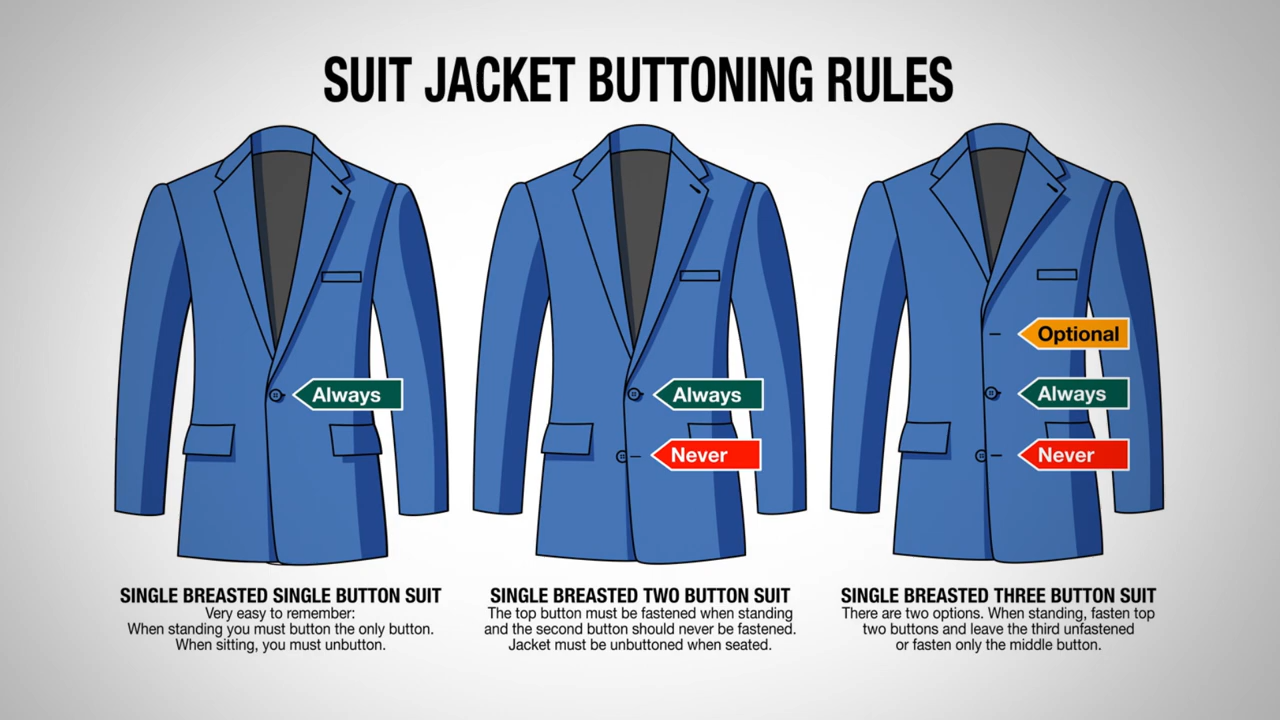 SUIT JACKET BUTTONING RULES
Always
Always
Never
Optional
Always
Never
SINGLE BREASTED SINGLE BUTTON SUIT
Very easy to remember:
When standing you must button the only button.
When sitting, you must unbutton.
SINGLE BREASTED TWO BUTTON SUIT
The top button must be fastened when standing
and the second button should never be fastened.
Jacket must be unbuttoned when seated.
SINGLE BREASTED THREE BUTTON SUIT
There are two options. When standing, fasten top
two buttons and leave the third unfastened
or fasten only the middle button.